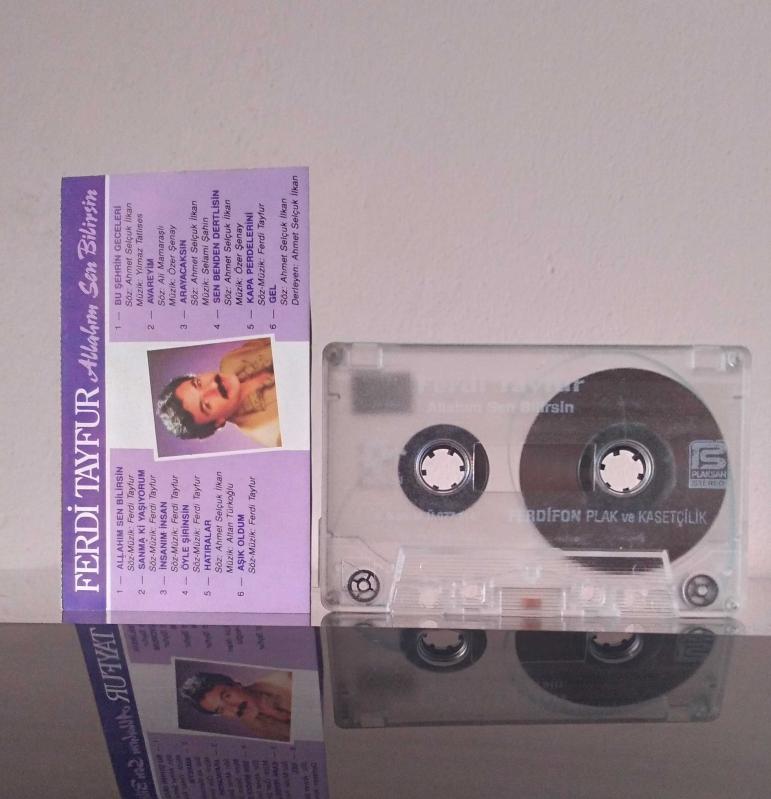 FERDİ TAYFUR Allahım Sen Bilirsin
1 — ALLAHIM SEN BİLİRSİN
Söz-Müzik: Ferdi Tayfur
2 — SANMA Kİ YAŞIYORUM
Söz-Müzik: Ferdi Tayfur
3 — İNSANIM İNSAN
Söz-Müzik: Ferdi Tayfur
4 — ÖYLE ŞİRİNSİN
Söz-Müzik: Ferdi Tayfur
5 — HATIRALAR
Söz: Ahmet Selçuk İlkan
Müzik: Altan Türkoğlu
6 — AŞIK OLDUM
Söz-Müzik: Ferdi Tayfur
1 — BU ŞEHRİN GECELERİ
Söz: Ahmet Selçuk İlkan
Müzik: Yılmaz Tatlıses
2 — AVAREYİM
Söz: Ali Mamaraşlı
Müzik: Özer Şenay
3 — ARAYACAKSIN
Söz: Ahmet Selçuk İlkan
Müzik: Selami Şahin
4 — SEN BENDEN DERTLİSİN
Söz: Ahmet Selçuk İlkan
Müzik: Özer Şenay
5 — KAPA PERDELERİNİ
Söz-Müzik: Ferdi Tayfur
6 — GEL
Söz: Ahmet Selçuk İlkan
Derleyen: Ahmet Selçuk İlkan
Ferdi Tayfur
Allahım Sen Bilirsin
PLAKSAN
STEREO
FERDİFON PLAK ve KASETÇİLİK